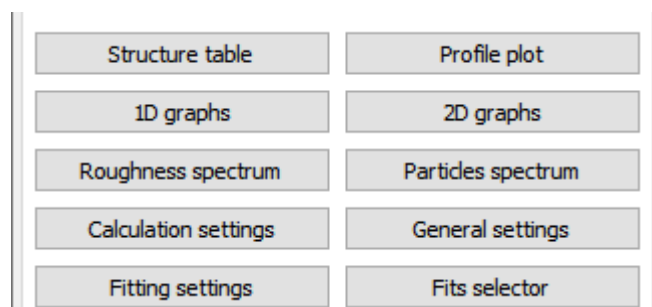 Structure table
Profile plot
1D graphs
2D graphs
Roughness spectrum
Particles spectrum
Calculation settings
General settings
Fitting settings
Fits selector